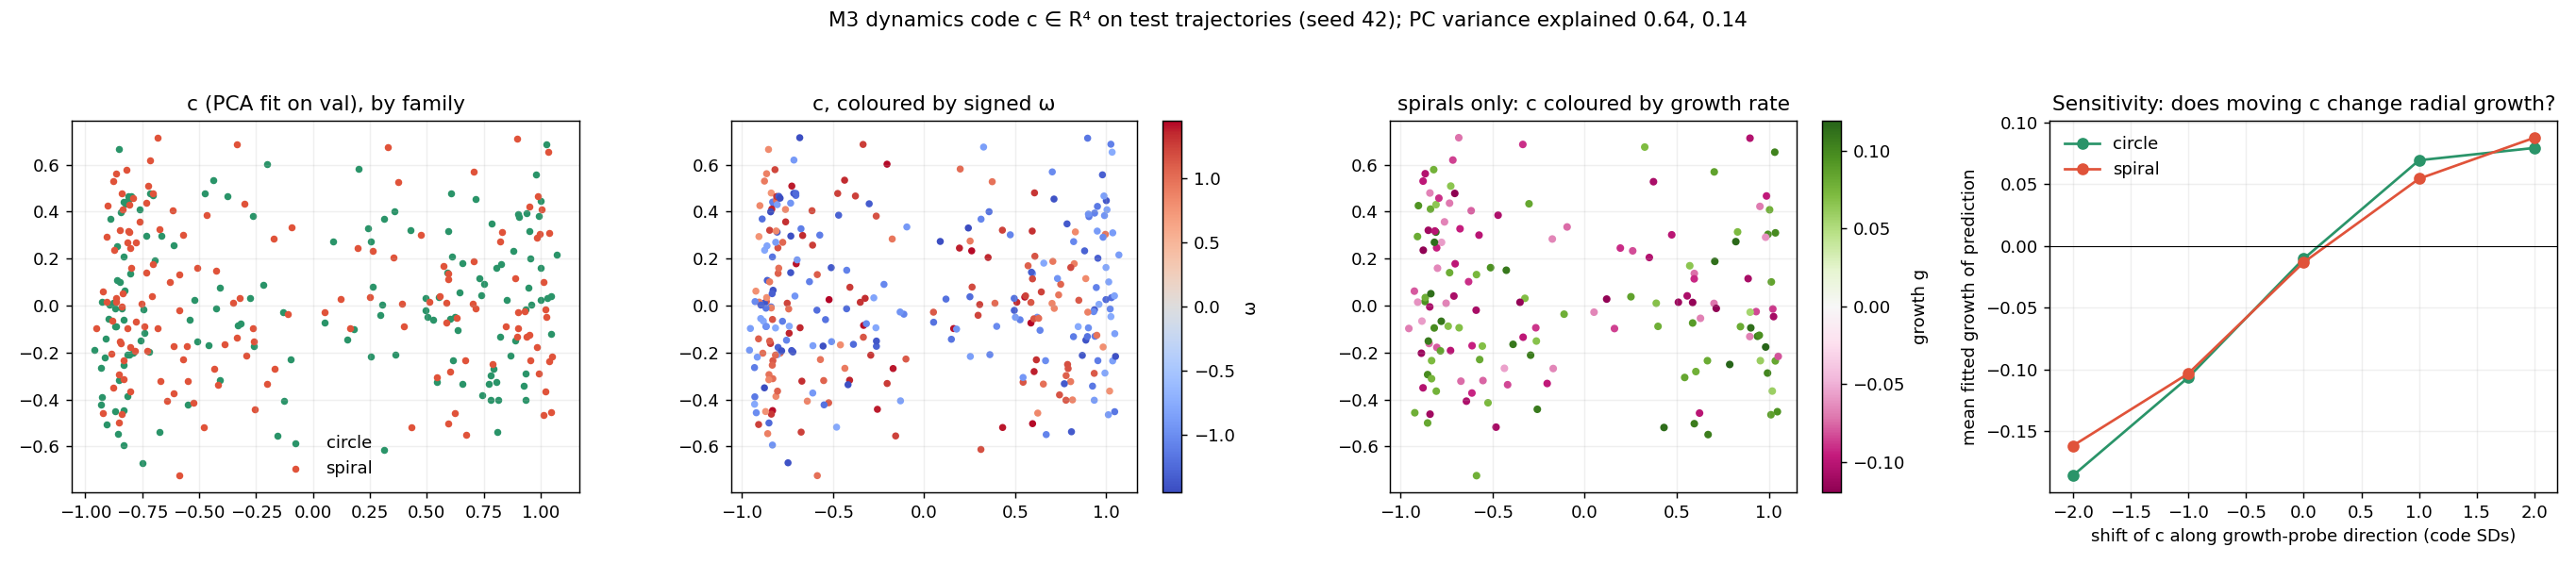 M3 dynamics code c ∈ R⁴ on test trajectories (seed 42); PC variance explained 0.64, 0.14
c (PCA fit on val), by family
0.6
0.4
0.2
0.0
−0.2
−0.4
−0.6
circle
spiral
−1.00 −0.75 −0.50 −0.25 0.00 0.25 0.50 0.75 1.00
c, coloured by signed ω
0.6
0.4
0.2
0.0
−0.2
−0.4
−0.6
−1.0 −0.5 0.0 0.5 1.0
1.0
0.5
0.0
−0.5
−1.0
ω
spirals only: c coloured by growth rate
0.6
0.4
0.2
0.0
−0.2
−0.4
−0.6
−1.0 −0.5 0.0 0.5 1.0
0.10
0.05
0.00
−0.05
−0.10
growth g
Sensitivity: does moving c change radial growth?
mean fitted growth of prediction
0.10
0.05
0.00
−0.05
−0.10
−0.15
circle
spiral
−2.0 −1.5 −1.0 −0.5 0.0 0.5 1.0 1.5 2.0
shift of c along growth-probe direction (code SDs)